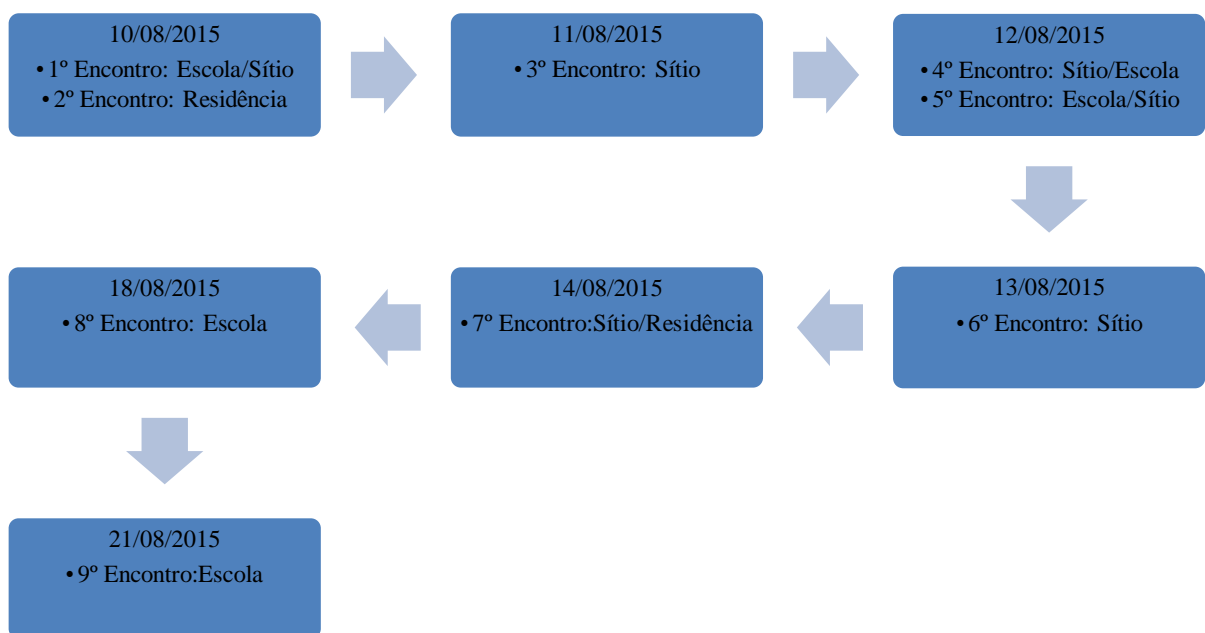 10/08/2015
• 1º Encontro: Escola/Sítio
• 2º Encontro: Residência
11/08/2015
• 3º Encontro: Sítio
12/08/2015
• 4º Encontro: Sítio/Escola
• 5º Encontro: Escola/Sítio
13/08/2015
• 6º Encontro: Sítio
14/08/2015
• 7º Encontro:Sítio/Residência
18/08/2015
• 8º Encontro: Escola
21/08/2015
• 9º Encontro:Escola